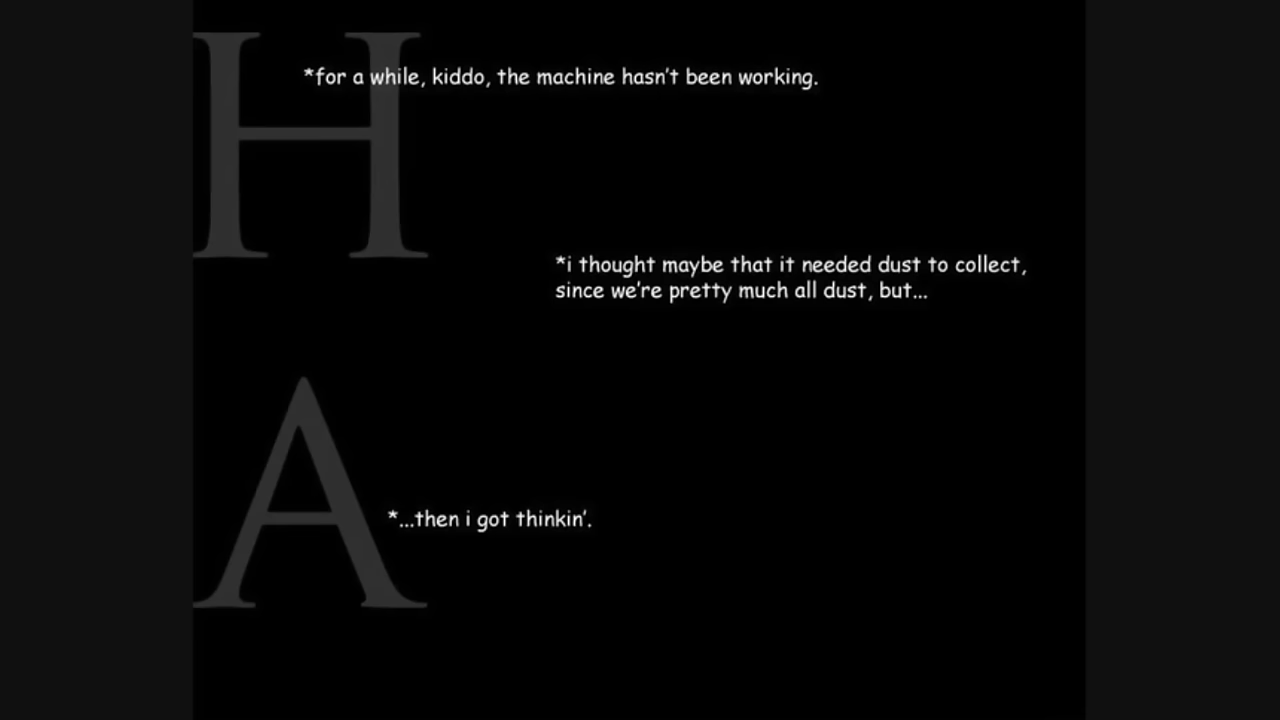 H
*for a while, kiddo, the machine hasn't been working.
*i thought maybe that it needed dust to collect,
since we're pretty much all dust, but...
A
*...then i got thinkin'.